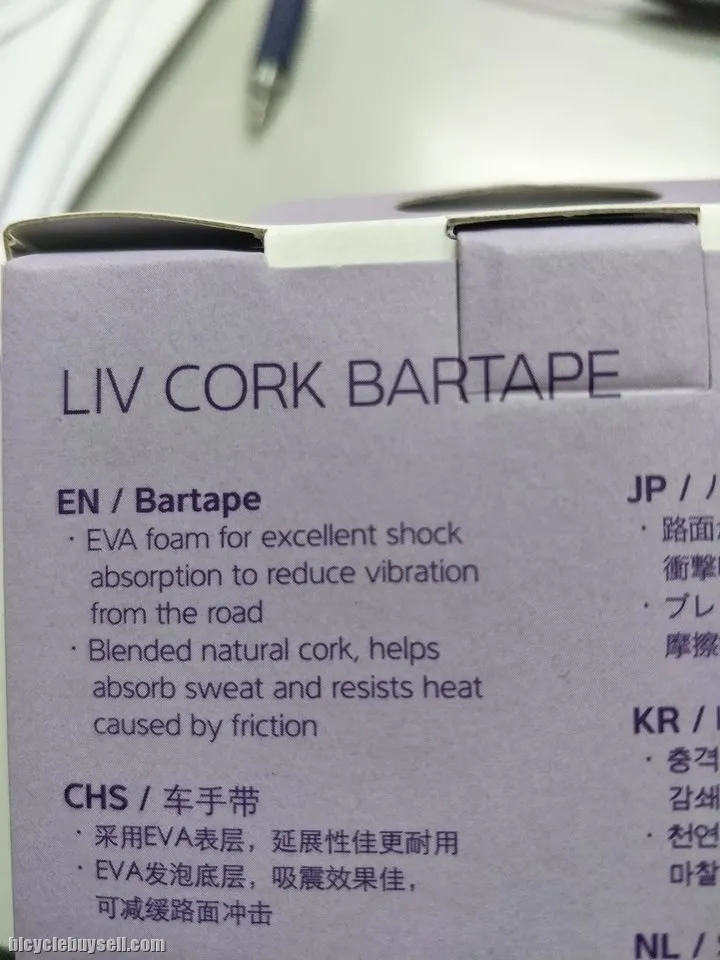 LIV CORK BARTAPE
EN / Bartape
· EVA foam for excellent shock
absorption to reduce vibration
from the road
· Blended natural cork, helps
absorb sweat and resists heat
caused by friction
CHS / 车手带
· 采用EVA表层，延展性佳更耐用
· EVA发泡底层，吸震效果佳，
可减缓路面冲击
JP /
· 路面
衝撃
· ブレ
摩擦
KR /
· 충격
감쇄
· 천연
마찰
NL /
bicyclebuysell.com